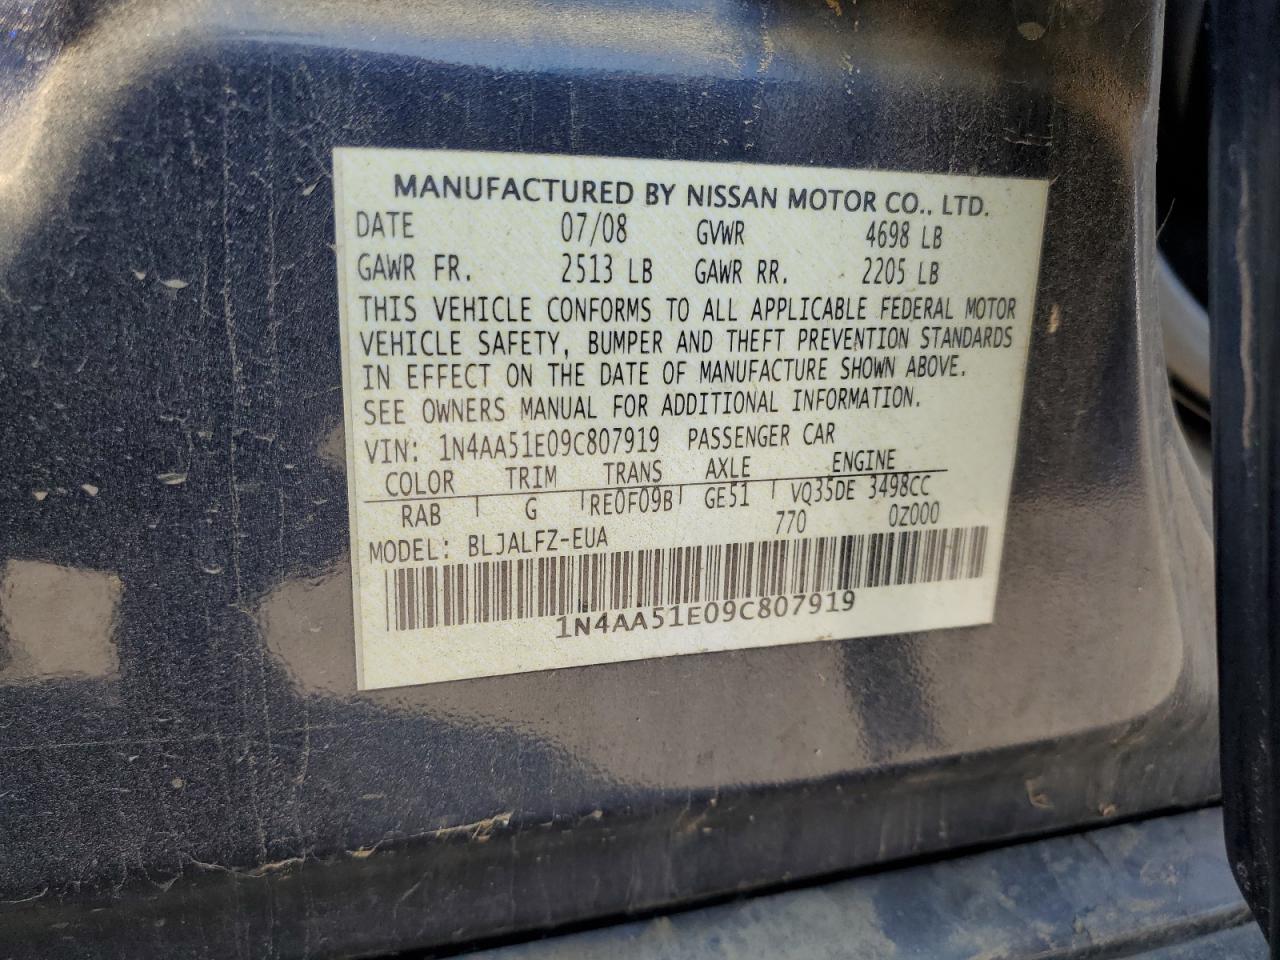 MANUFACTURED BY NISSAN MOTOR CO., LTD.
DATE 07/08 GVWR 4698 LB
GAWR FR. 2513 LB GAWR RR. 2205 LB
THIS VEHICLE CONFORMS TO ALL APPLICABLE FEDERAL MOTOR
VEHICLE SAFETY, BUMPER AND THEFT PREVENTION STANDARDS
IN EFFECT ON THE DATE OF MANUFACTURE SHOWN ABOVE.
SEE OWNERS MANUAL FOR ADDITIONAL INFORMATION.
VIN: 1N4AA51E09C807919 PASSENGER CAR
COLOR TRIM TRANS AXLE ENGINE
RAB G RE0F09B GE51 VQ35DE 3498CC
770 0Z000
MODEL: BLJALFZ-EUA
1N4AA51E09C807919